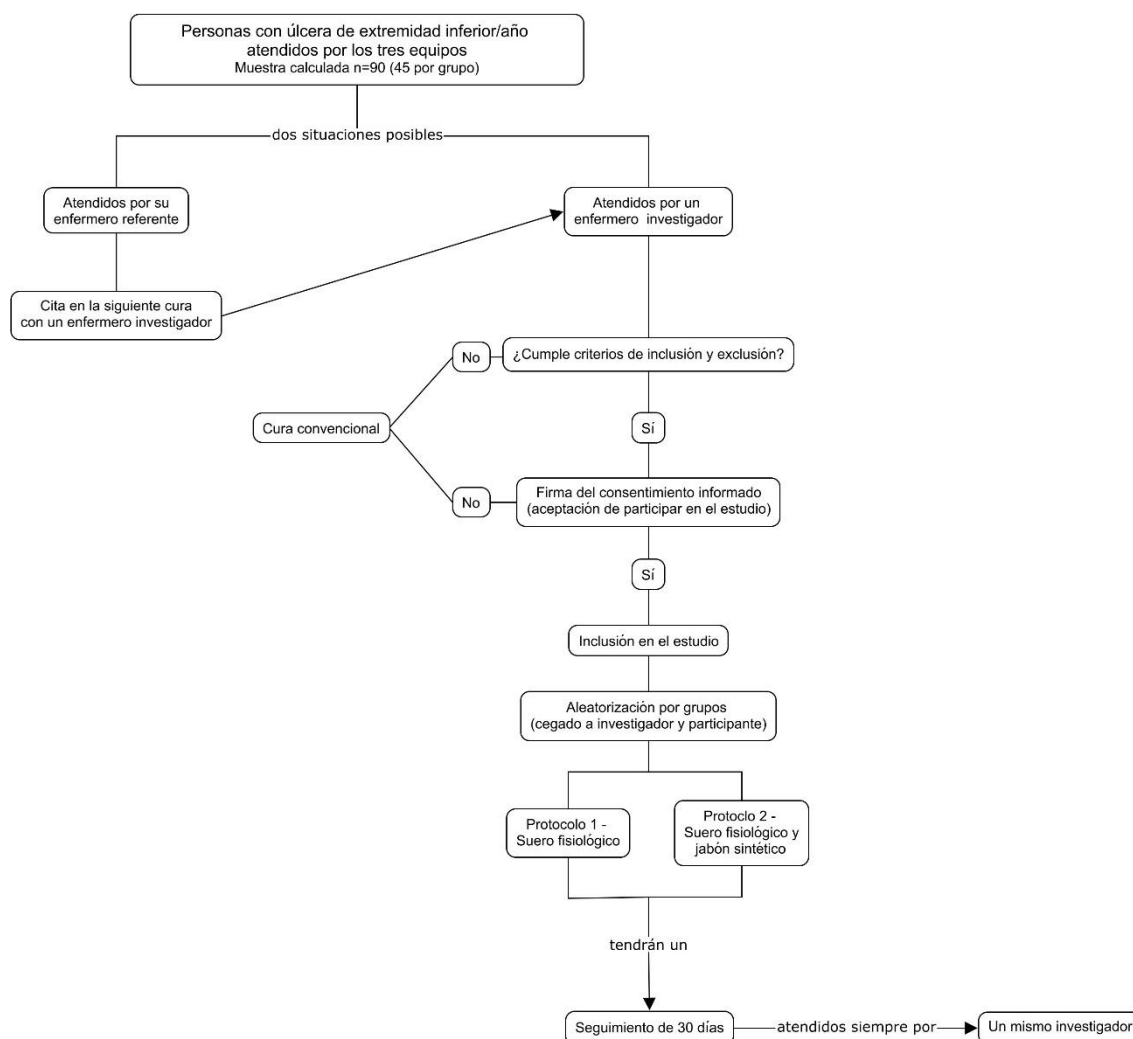 Personas con úlcera de extremidad inferior/año
atendidos por los tres equipos
Muestra calculada n=90 (45 por grupo)
dos situaciones posibles
Atendidos por su
enfermero referente
Atendidos por un
enfermero investigador
Cita en la siguiente cura
con un enfermero investigador
No
¿Cumple criterios de inclusión y exclusión?
Cura convencional
Sí
No
Firma del consentimiento informado
(aceptación de participar en el estudio)
Sí
Inclusión en el estudio
Aleatorización por grupos
(cegado a investigador y participante)
Protocolo 1 -
Suero fisiológico
Protoclo 2 -
Suero fisiológico y
jabón sintético
tendrán un
Seguimiento de 30 días
atendidos siempre por
Un mismo investigador